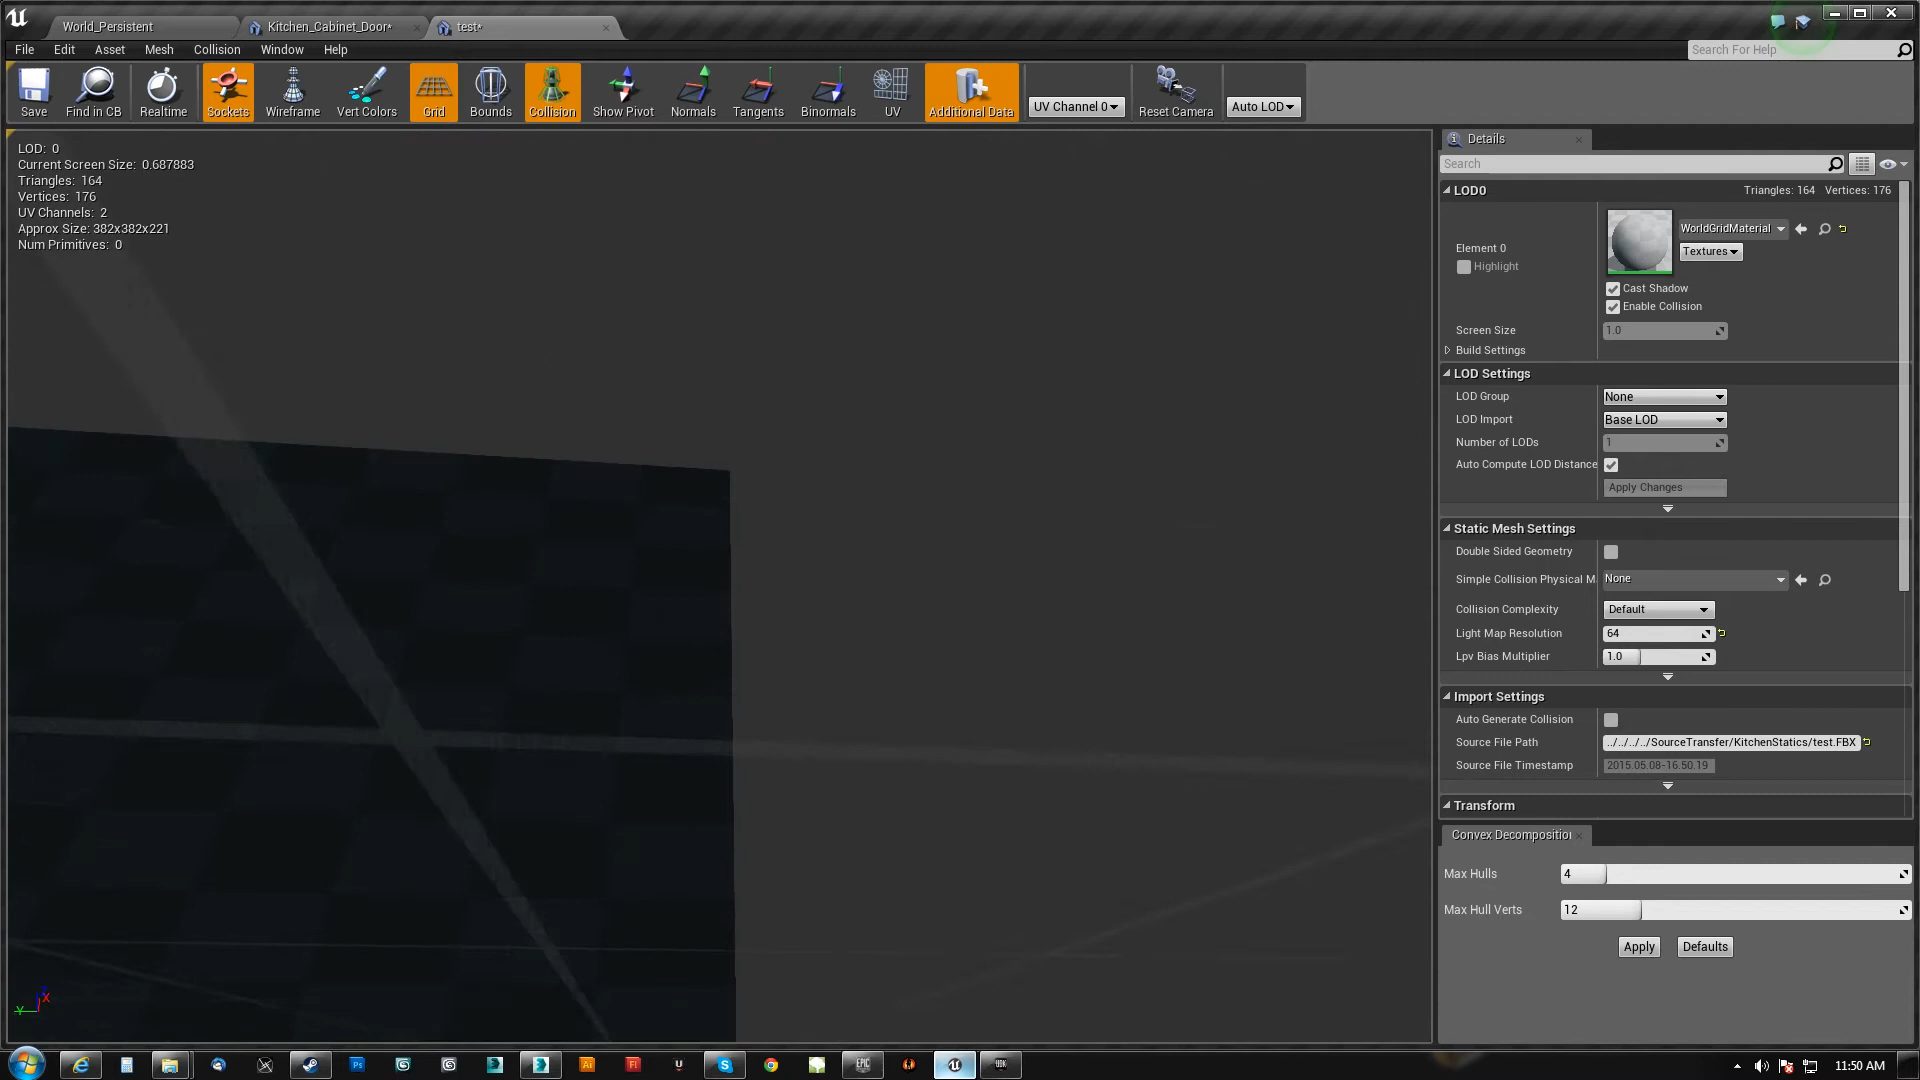 World_Persistent
Kitchen_Cabinet_Door*
test*
File Edit Asset Mesh Collision Window Help
Search For Help
Save
Find in CB
Realtime
Sockets
Wireframe
Vert Colors
Grid
Bounds
Collision
Show Pivot
Normals
Tangents
Binormals
UV
Additional Data
UV Channel 0
Reset Camera
Auto LOD
LOD: 0
Current Screen Size: 0.687883
Triangles: 164
Vertices: 176
UV Channels: 2
Approx Size: 382x382x221
Num Primitives: 0
Y
X
Details
Search
LOD0
Triangles: 164 Vertices: 176
Element 0
Highlight
WorldGridMaterial
Textures
Cast Shadow
Enable Collision
Screen Size 1.0
Build Settings
LOD Settings
LOD Group None
LOD Import Base LOD
Number of LODs 1
Auto Compute LOD Distance
Apply Changes
Static Mesh Settings
Double Sided Geometry
Simple Collision Physical M None
Collision Complexity Default
Light Map Resolution 64
Lpv Bias Multiplier 1.0
Import Settings
Auto Generate Collision
Source File Path ../../../../SourceTransfer/KitchenStatics/test.FBX
Source File Timestamp 2015.05.08-16.50.19
Transform
Convex Decomposition
Max Hulls 4
Max Hull Verts 12
Apply Defaults
Ps
Ai
Fl
EPIC
UDK
11:50 AM